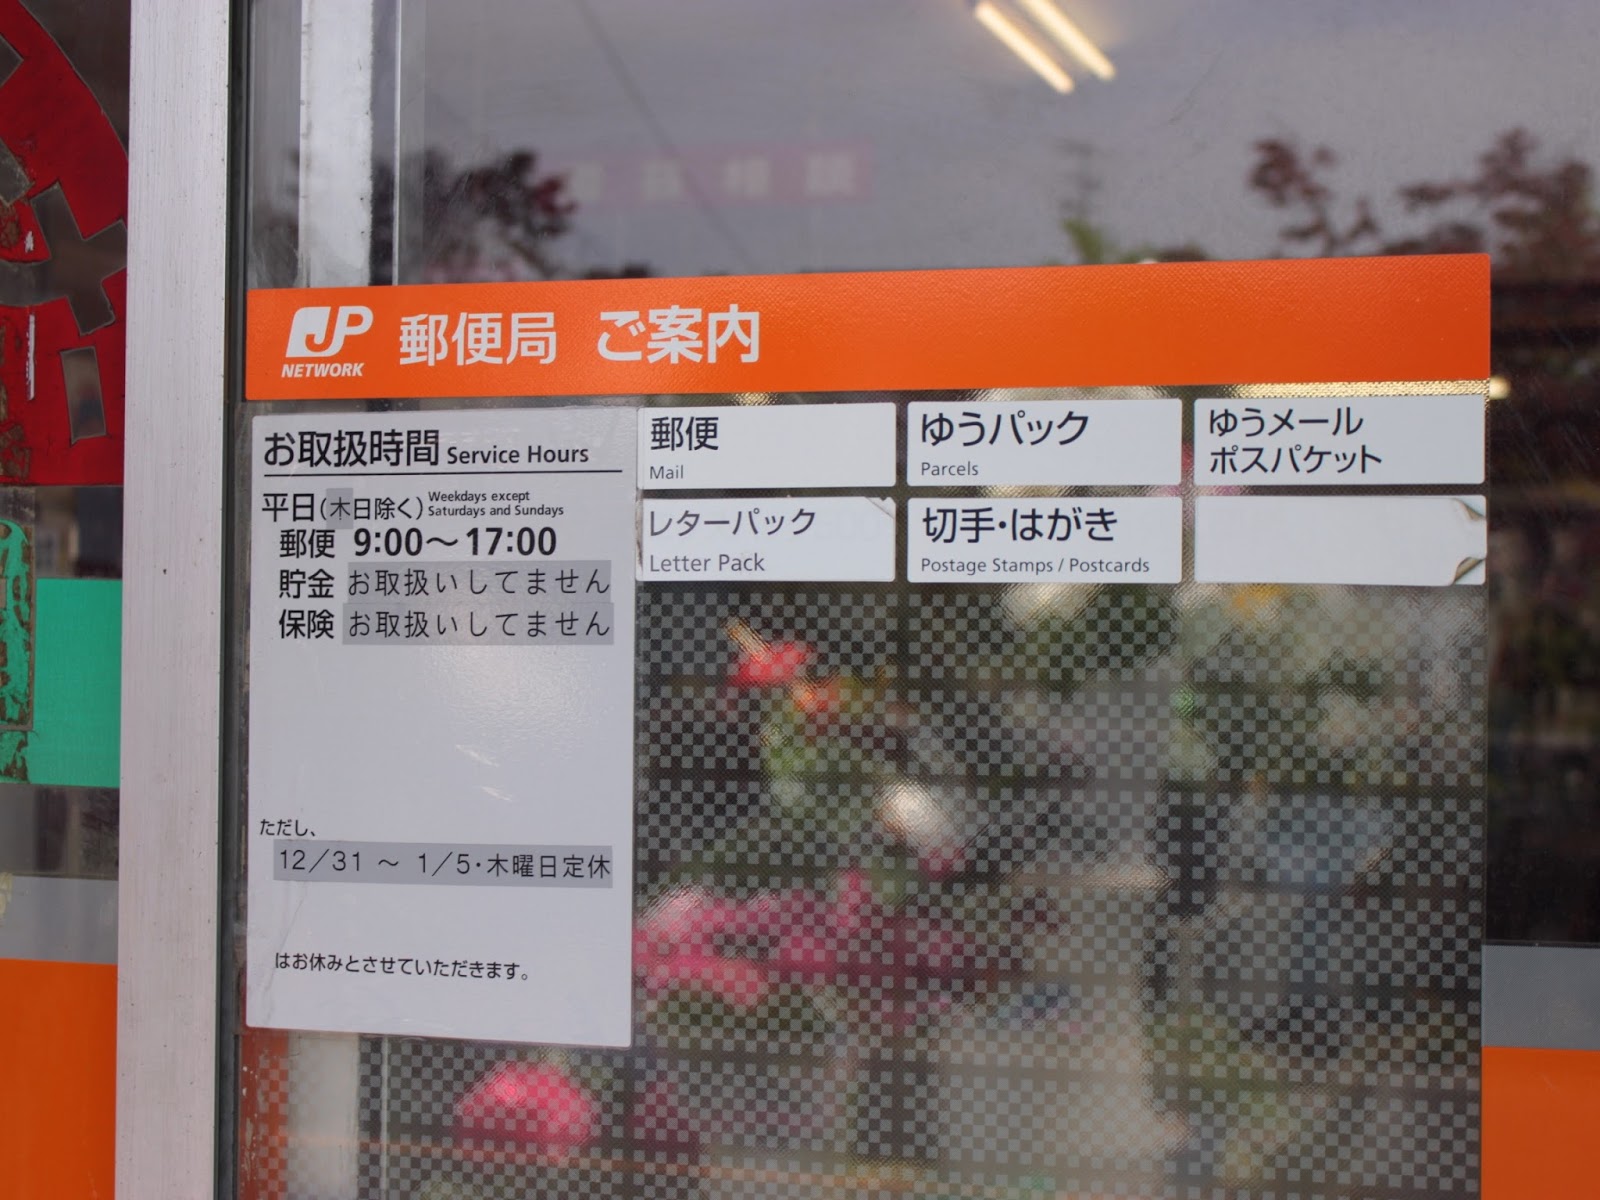 JP
NETWORK
郵便局 ご案内
お取扱時間 Service Hours
平日(木日除く) Weekdays except
Saturdays and Sundays
郵便 9:00～17:00
貯金 お取扱いしてません
保険 お取扱いしてません
ただし、
12/31 ～ 1/5・木曜日定休
はお休みとさせていただきます。
郵便
Mail
ゆうパック
Parcels
ゆうメール
ポスパケット
レターパック
Letter Pack
切手・はがき
Postage Stamps / Postcards